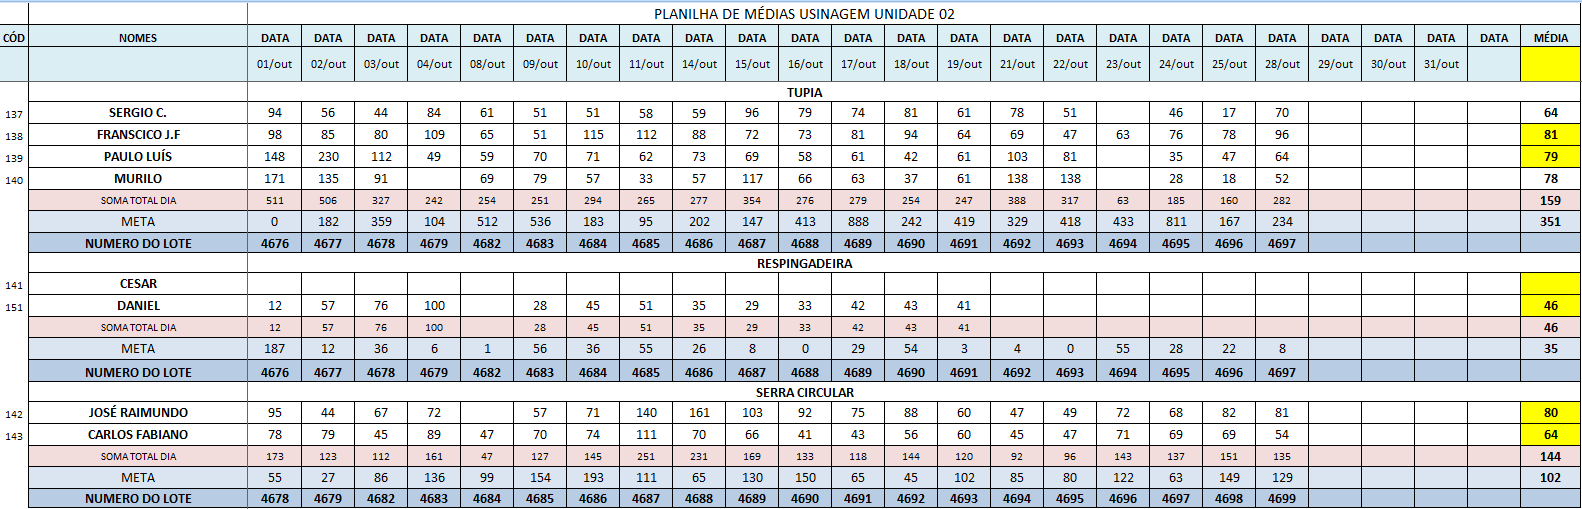 PLANILHA DE MÉDIAS USINAGEM UNIDADE 02
CÓD NOMES DATA DATA DATA DATA DATA DATA DATA DATA DATA DATA DATA DATA DATA DATA DATA DATA DATA DATA DATA DATA DATA DATA DATA DATA MÉDIA
01/out 02/out 03/out 04/out 08/out 09/out 10/out 11/out 14/out 15/out 16/out 17/out 18/out 19/out 21/out 22/out 23/out 24/out 25/out 28/out 29/out 30/out 31/out
TUPIA
137 SERGIO C. 94 56 44 84 61 51 51 58 59 96 79 74 81 61 78 51 46 17 70 64
138 FRANSCICO J.F 98 85 80 109 65 51 115 112 88 72 73 81 94 64 69 47 63 76 78 96 81
139 PAULO LUÍS 148 230 112 49 59 70 71 62 73 69 58 61 42 61 103 81 35 47 64 79
140 MURILO 171 135 91 69 79 57 33 57 117 66 63 37 61 138 138 28 18 52 78
SOMA TOTAL DIA 511 506 327 242 254 251 294 265 277 354 276 279 254 247 388 317 63 185 160 282 159
META 0 182 359 104 512 536 183 95 202 147 413 888 242 419 329 418 433 811 167 234 351
NUMERO DO LOTE 4676 4677 4678 4679 4682 4683 4684 4685 4686 4687 4688 4689 4690 4691 4692 4693 4694 4695 4696 4697
RESPINGADEIRA
141 CESAR
151 DANIEL 12 57 76 100 28 45 51 35 29 33 42 43 41 46
SOMA TOTAL DIA 12 57 76 100 28 45 51 35 29 33 42 43 41 46
META 187 12 36 6 1 56 36 55 26 8 0 29 54 3 4 0 55 28 22 8 35
NUMERO DO LOTE 4676 4677 4678 4679 4682 4683 4684 4685 4686 4687 4688 4689 4690 4691 4692 4693 4694 4695 4696 4697
SERRA CIRCULAR
142 JOSÉ RAIMUNDO 95 44 67 72 57 71 140 161 103 92 75 88 60 47 49 72 68 82 81 80
143 CARLOS FABIANO 78 79 45 89 47 70 74 111 70 66 41 43 56 60 45 47 71 69 69 54 64
SOMA TOTAL DIA 173 123 112 161 47 127 145 251 231 169 133 118 144 120 92 96 143 137 151 135 144
META 55 27 86 136 99 154 193 111 65 130 150 65 45 102 85 80 122 63 149 129 102
NUMERO DO LOTE 4678 4679 4682 4683 4684 4685 4686 4687 4688 4689 4690 4691 4692 4693 4694 4695 4696 4697 4698 4699